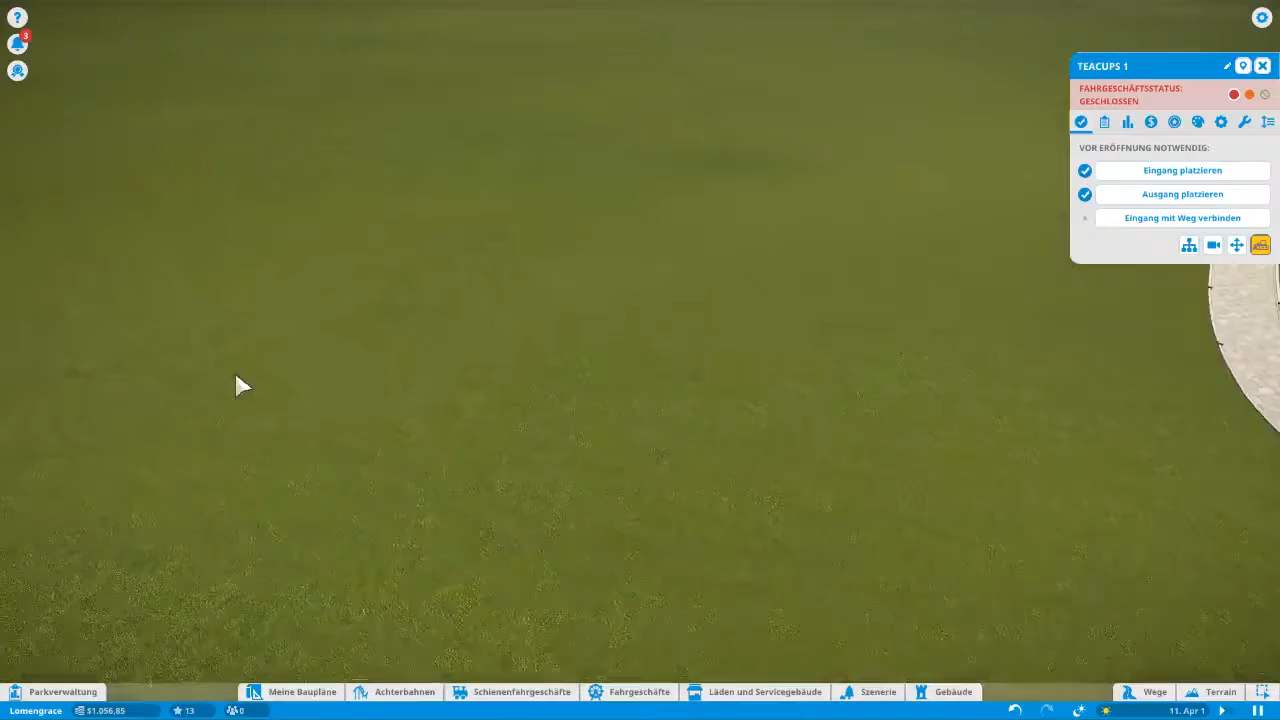 ?
3
TEACUPS 1
FAHRGESCHÄFTSSTATUS:
GESCHLOSSEN
VOR ERÖFFNUNG NOTWENDIG:
Eingang platzieren
Ausgang platzieren
Eingang mit Weg verbinden
Parkverwaltung
Meine Baupläne
Achterbahnen
Schienenfahrgeschäfte
Fahrgeschäfte
Läden und Servicegebäude
Szenerie
Gebäude
Wege
Terrain
Lomengrace
$1.056,85
13
0
11. Apr 1